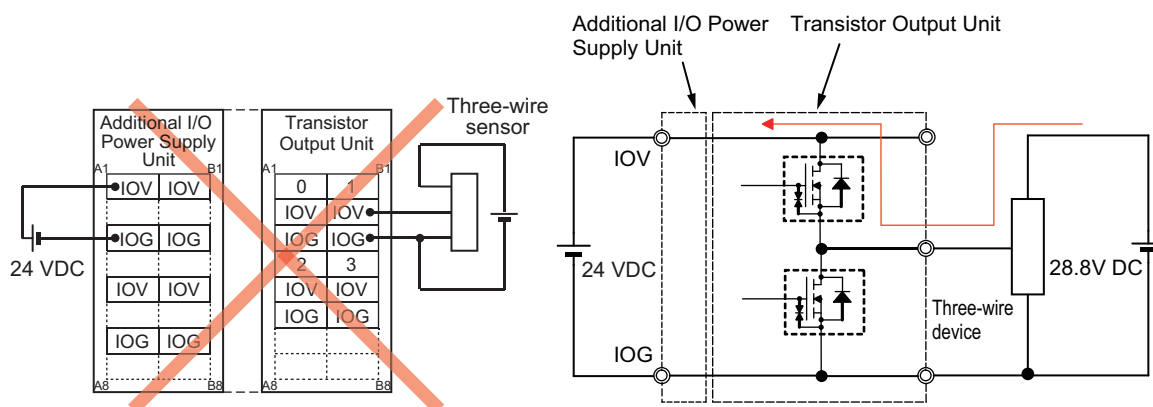 Additional I/O Power
Supply Unit
Transistor Output Unit
Additional I/O
Power Supply
Unit
A1
B1
IOV IOV
IOG IOG
IOV IOV
IOG IOG
A8
B8
24 VDC
Transistor
Output Unit
A1
B1
0 1
IOV IOV
IOG IOG
2 3
IOV IOV
IOG IOG
A8
B8
Three-wire
sensor
IOV
24 VDC
IOG
Three-wire
device
28.8V DC